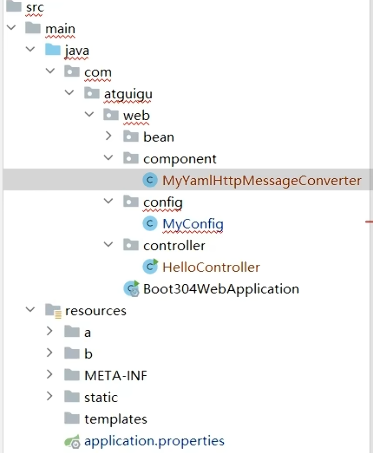 src
main
java
com
atguigu
web
bean
component
MyYamlHttpMessageConverter
config
MyConfig
controller
HelloController
Boot304WebApplication
resources
a
b
META-INF
static
templates
application.properties